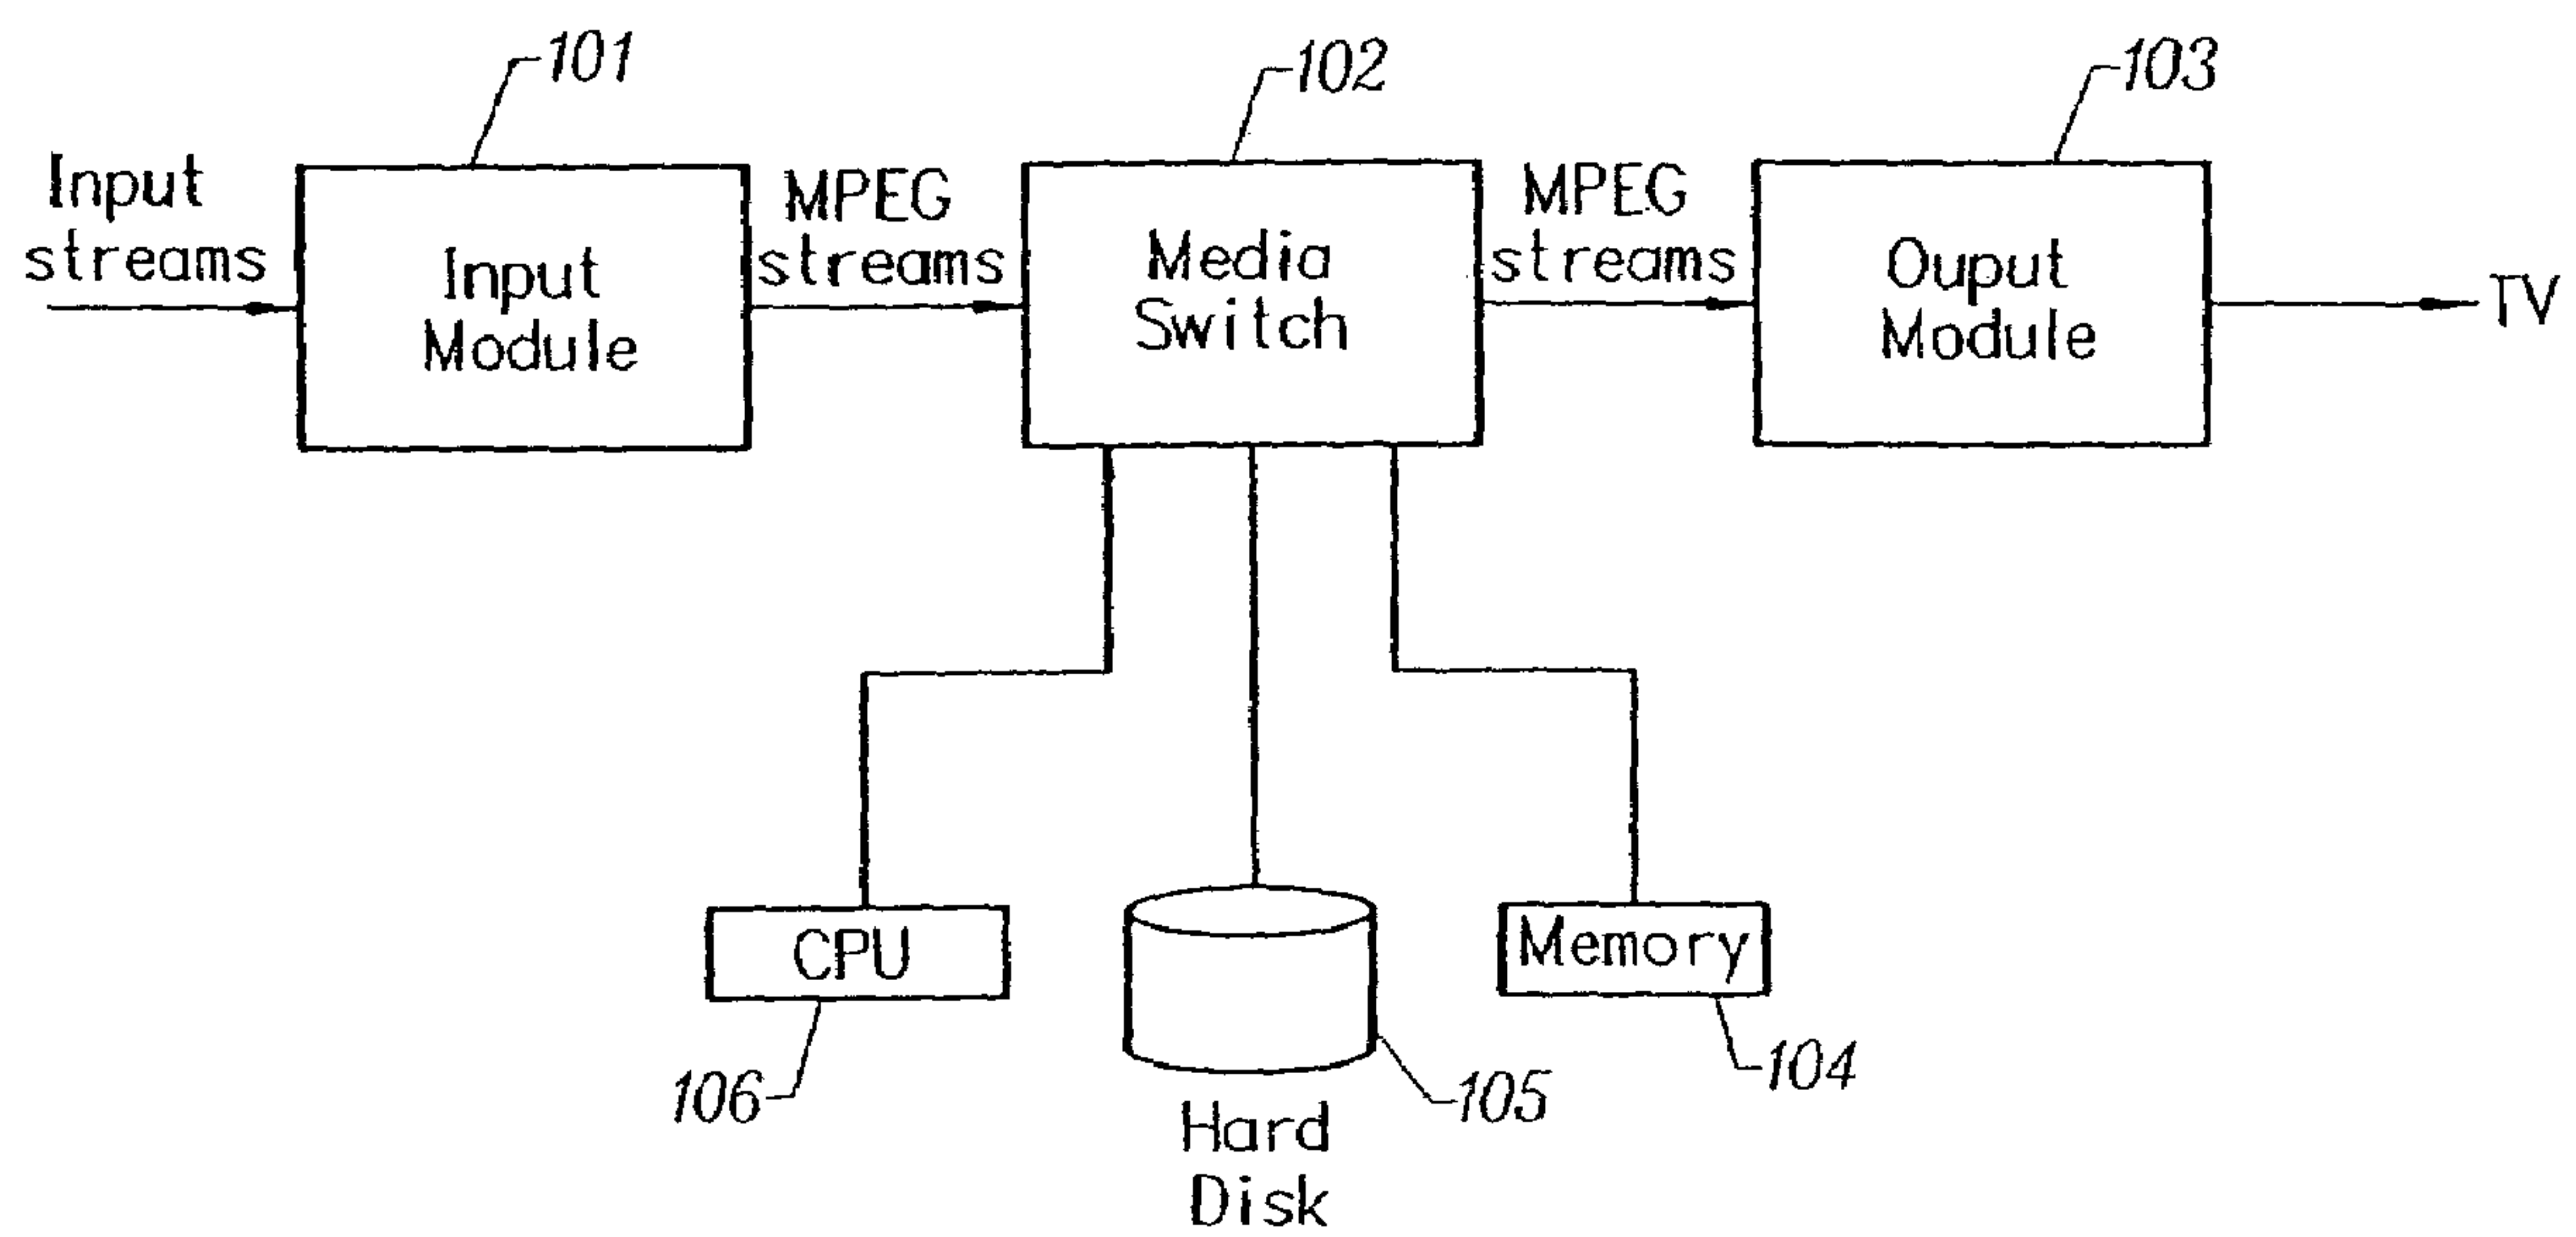 101
102
103
Input
streams
Input
Module
MPEG
streams
Media
Switch
MPEG
streams
Ouput
Module
TV
CPU
Memory
106
105
104
Hard
Disk